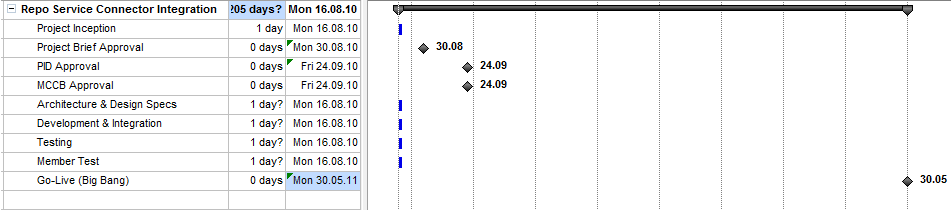 Repo Service Connector Integration 205 days? Mon 16.08.10
Project Inception 1 day Mon 16.08.10
Project Brief Approval 0 days Mon 30.08.10 30.08
PID Approval 0 days Fri 24.09.10 24.09
MCCB Approval 0 days Fri 24.09.10 24.09
Architecture & Design Specs 1 day? Mon 16.08.10
Development & Integration 1 day? Mon 16.08.10
Testing 1 day? Mon 16.08.10
Member Test 1 day? Mon 16.08.10
Go-Live (Big Bang) 0 days Mon 30.05.11 30.05